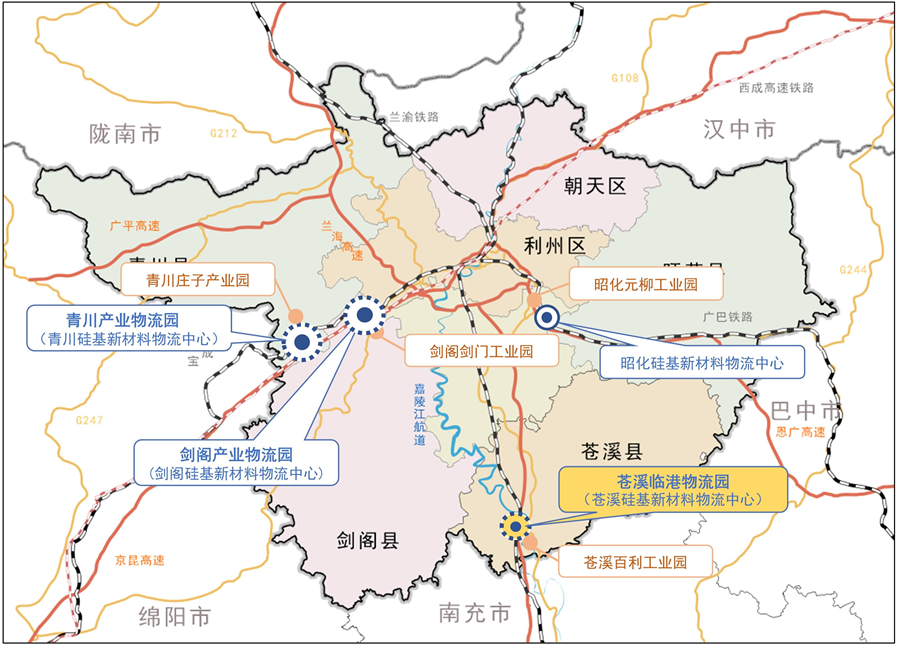 G108
西成高速铁路
兰渝铁路
陇南市
G212
汉中市
朝天区
广平高速
兰海高速
利州区
青川县
G244
青川庄子产业园
昭化元柳工业园
青川产业物流园
（青川硅基新材料物流中心）
广巴铁路
剑阁剑门工业园
昭化硅基新材料物流中心
宝成
嘉陵江航道
G247
巴中市
恩广高速
苍溪县
剑阁产业物流园
（剑阁硅基新材料物流中心）
苍溪临港物流园
（苍溪硅基新材料物流中心）
剑阁县
京昆高速
苍溪百利工业园
绵阳市
南充市